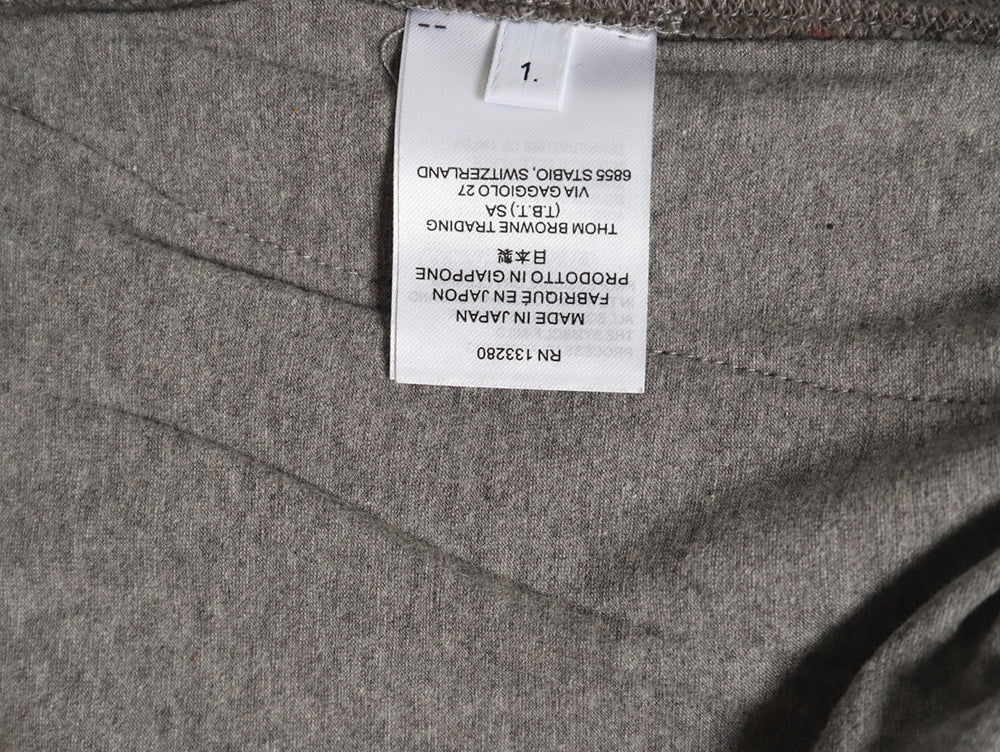 1.
RN 133280
MADE IN JAPAN
FABRIQUÉ EN JAPON
PRODOTTO IN GIAPPONE
日本製
THOM BROWNE TRADING
(T.B.T.) SA
VIA GAGGIOLO 27
6855 STABIO, SWITZERLAND